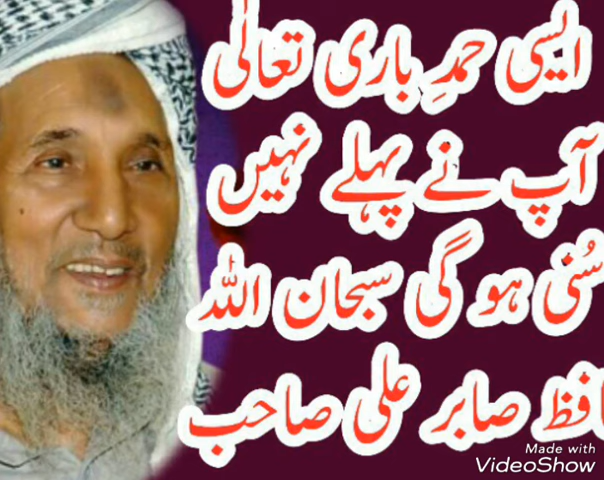 ایسی حمدِ باری تعالٰی
آپ نے پہلے نہیں
سُنی ہو گی سبحان اللہ
افظ صابر علی صاحب
Made with
VideoShow